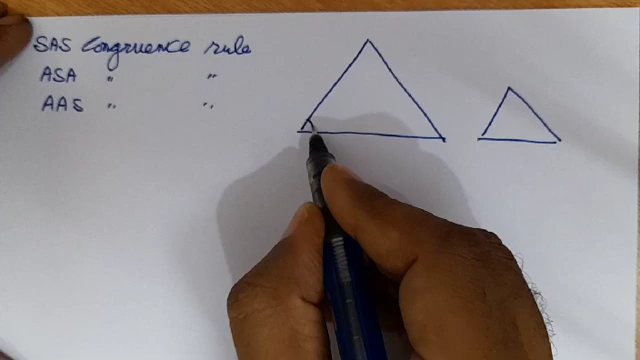 SAS Congruence rule
ASA " "
AAS " "